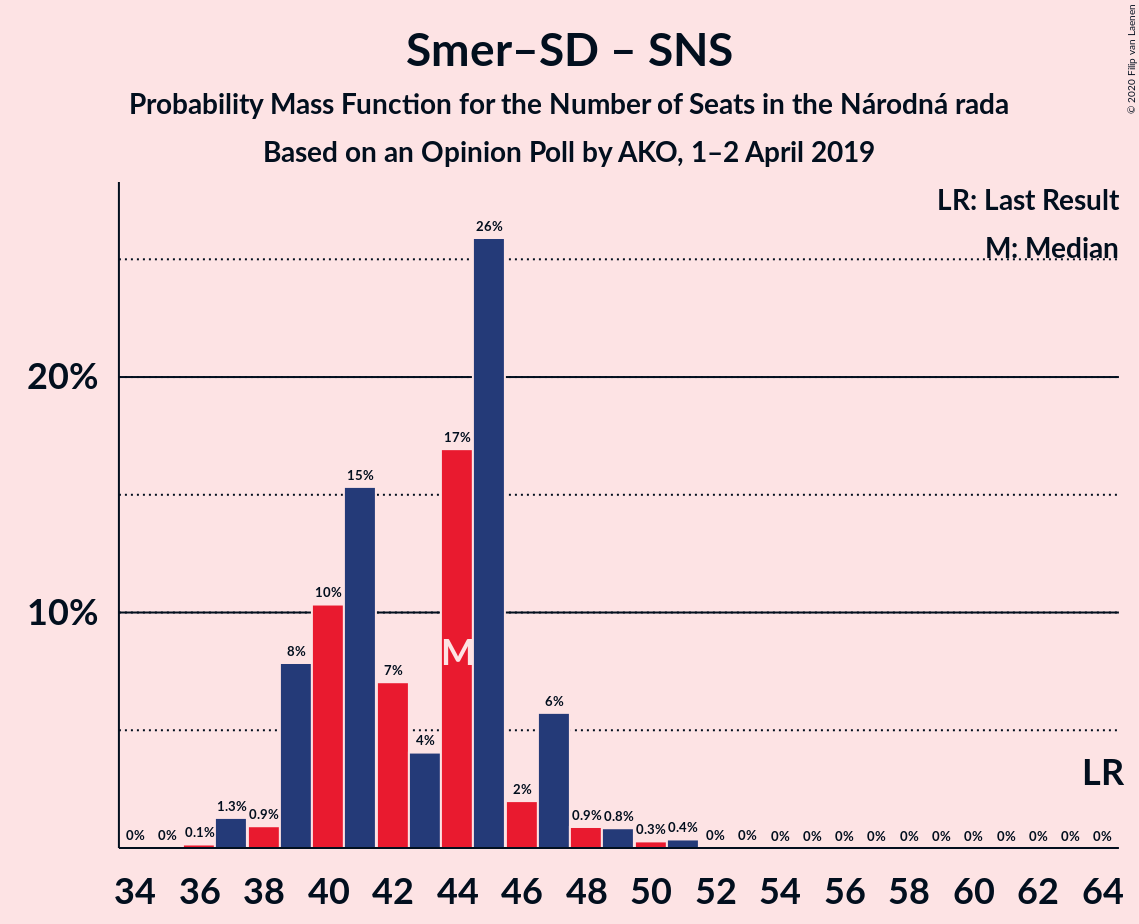 Smer–SD – SNS
Probability Mass Function for the Number of Seats in the Národná rada
Based on an Opinion Poll by AKO, 1–2 April 2019
© 2020 Filip van Laenen
LR: Last Result
M: Median
20%
10%
0% 0% 0.1% 1.3% 0.9% 8% 10% 15% 7% 4% 17% 26% 2% 6% 0.9% 0.8% 0.3% 0.4% 0% 0% 0% 0% 0% 0% 0% 0% 0% 0% 0% 0% 0%
M
LR
34 36 38 40 42 44 46 48 50 52 54 56 58 60 62 64